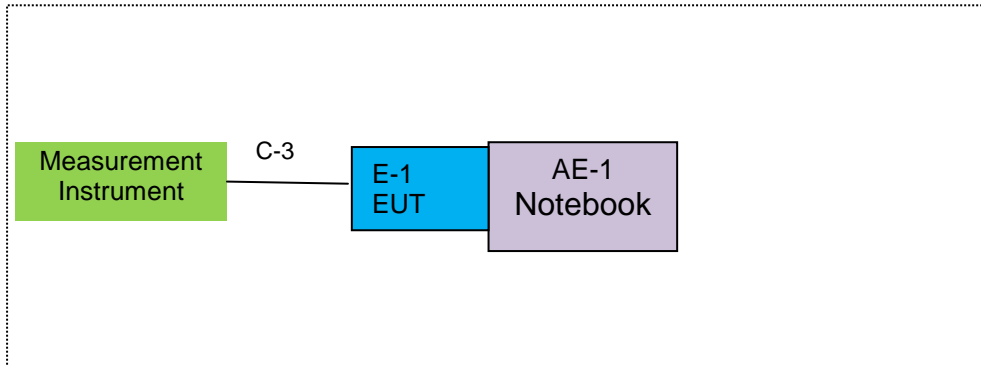 Measurement
Instrument
C-3
E-1
EUT
AE-1
Notebook